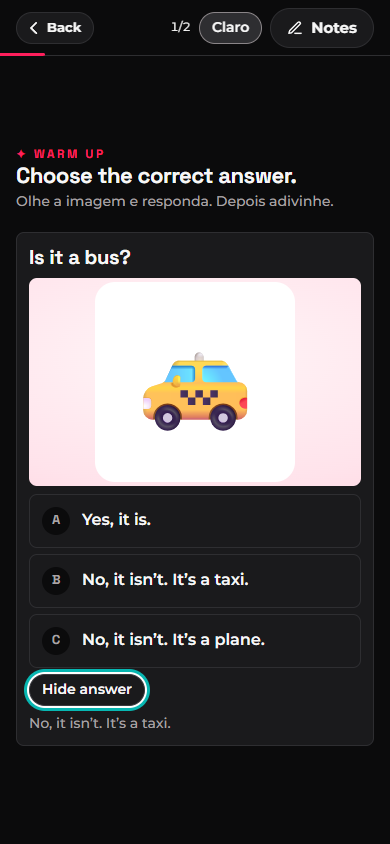 Back
1/2
Claro
Notes
WARM UP
Choose the correct answer.
Olhe a imagem e responda. Depois adivinhe.
Is it a bus?
A Yes, it is.
B No, it isn’t. It’s a taxi.
C No, it isn’t. It’s a plane.
Hide answer
No, it isn’t. It’s a taxi.